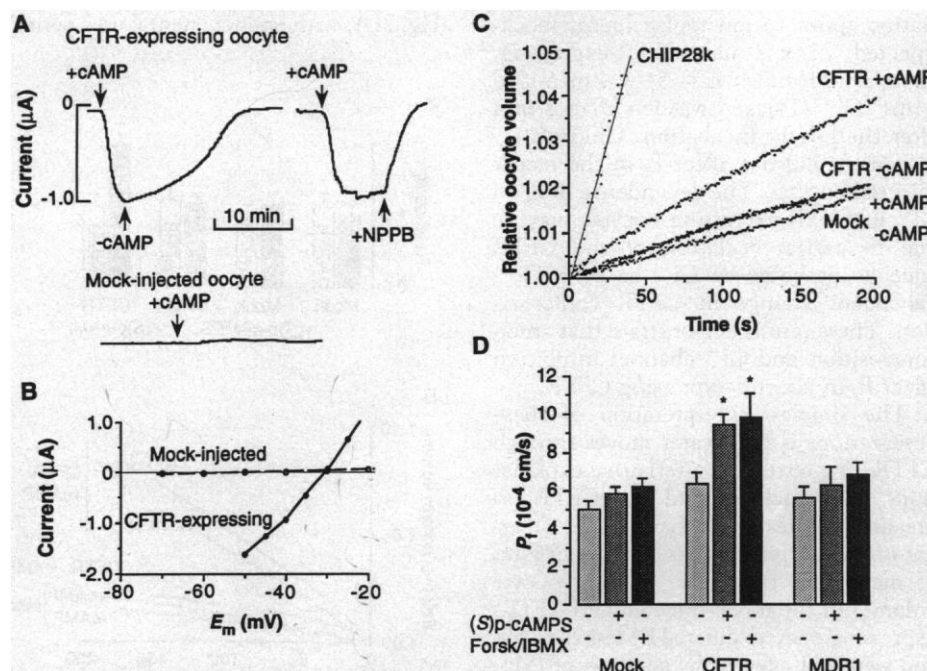 A
CFTR-expressing oocyte
+cAMP
+cAMP
0
-1.0
Current (µA)
-cAMP
10 min
+NPPB
Mock-injected oocyte
+cAMP
B
1.0
0
-1.0
-2.0
Current (µA)
Mock-injected
CFTR-expressing
-80
-60
-40
-20
Em (mV)
C
1.05
1.04
1.03
1.02
1.01
1.00
Relative oocyte volume
CHIP28k
CFTR +cAMP
CFTR -cAMP
+cAMP
Mock
-cAMP
0
50
100
150
200
Time (s)
D
12
10
8
6
4
2
0
Pf (10-4 cm/s)
*
*
(S)p-cAMPS
+
+
+
Forsk/IBMX
+
+
+
Mock
CFTR
MDR1